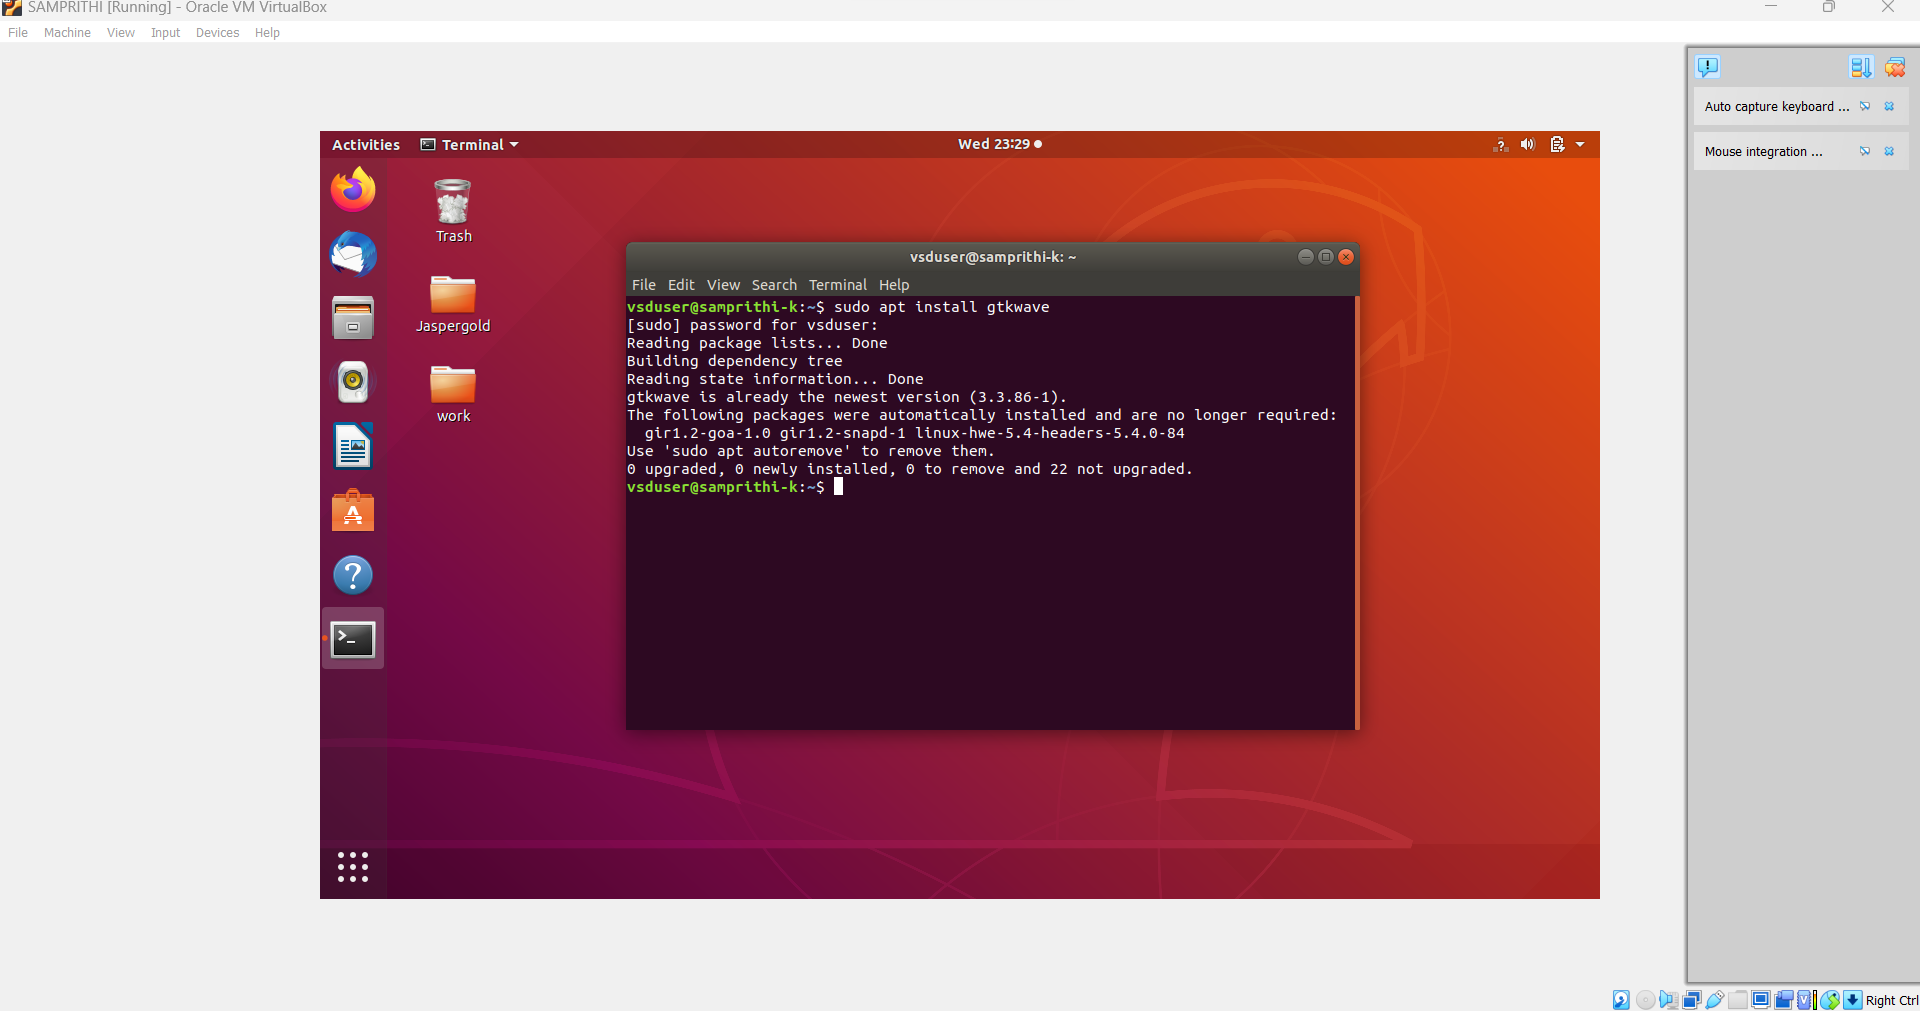 SAMPRITHI [Running] - Oracle VM VirtualBox
File Machine View Input Devices Help
Auto capture keyboard ...
Mouse integration ...
Activities Terminal Wed 23:29
Trash
Jaspergold
work
vsduser@samprithi-k: ~
File Edit View Search Terminal Help
vsduser@samprithi-k:~$ sudo apt install gtkwave
[sudo] password for vsduser:
Reading package lists... Done
Building dependency tree
Reading state information... Done
gtkwave is already the newest version (3.3.86-1).
The following packages were automatically installed and are no longer required:
gir1.2-goa-1.0 gir1.2-snapd-1 linux-hwe-5.4-headers-5.4.0-84
Use 'sudo apt autoremove' to remove them.
0 upgraded, 0 newly installed, 0 to remove and 22 not upgraded.
vsduser@samprithi-k:~$
Right Ctrl